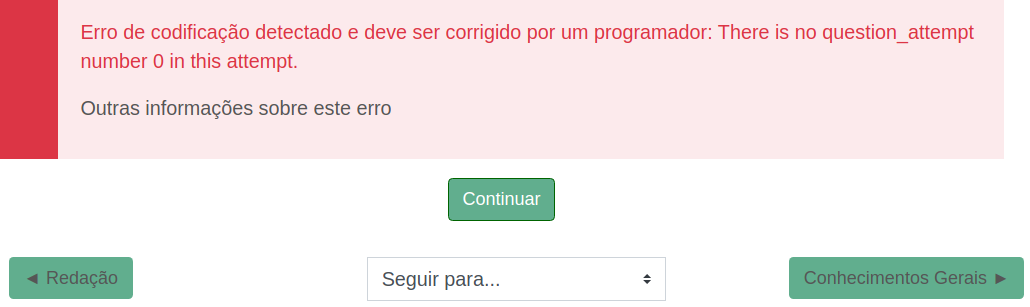 Erro de codificação detectado e deve ser corrigido por um programador: There is no question_attempt
number 0 in this attempt.
Outras informações sobre este erro
Continuar
◄ Redação
Seguir para...
Conhecimentos Gerais ►